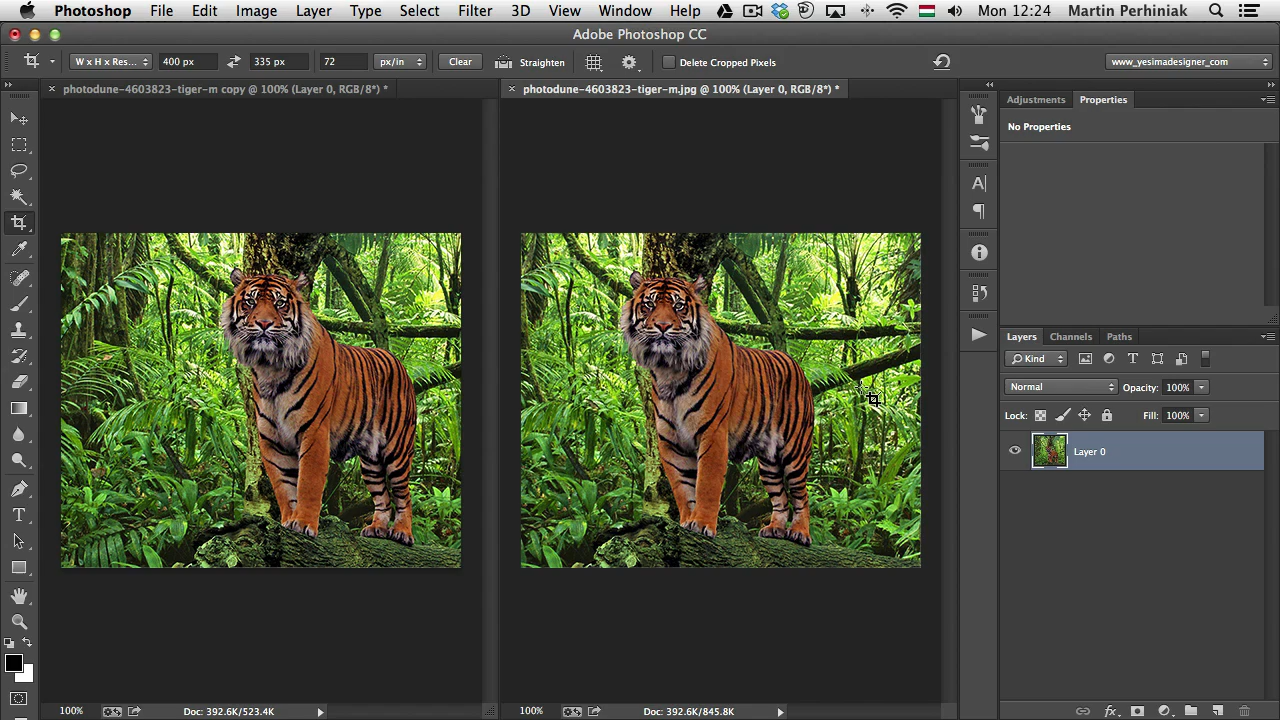 Photoshop File Edit Image Layer Type Select Filter 3D View Window Help Mon 12:24 Martin Perhiniak
Adobe Photoshop CC
W x H x Res... 400 px 335 px 72 px/in Clear Straighten Delete Cropped Pixels www_yesimadesigner_com
photodune-4603823-tiger-m copy @ 100% (Layer 0, RGB/8*) *
photodune-4603823-tiger-m.jpg @ 100% (Layer 0, RGB/8*) *
Adjustments Properties
No Properties
Layers Channels Paths
Kind
Normal Opacity: 100%
Lock: Fill: 100%
Layer 0
100% Doc: 392.6K/523.4K
100% Doc: 392.6K/845.8K